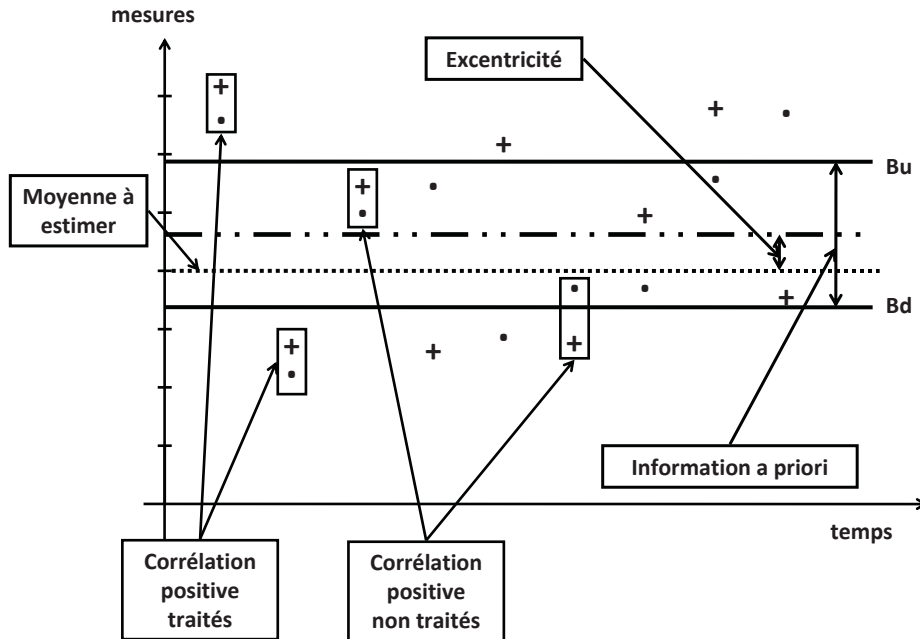 mesures
Excentricité
Bu
Moyenne à
estimer
Bd
Information a priori
temps
Corrélation
positive
traités
Corrélation
positive
non traités